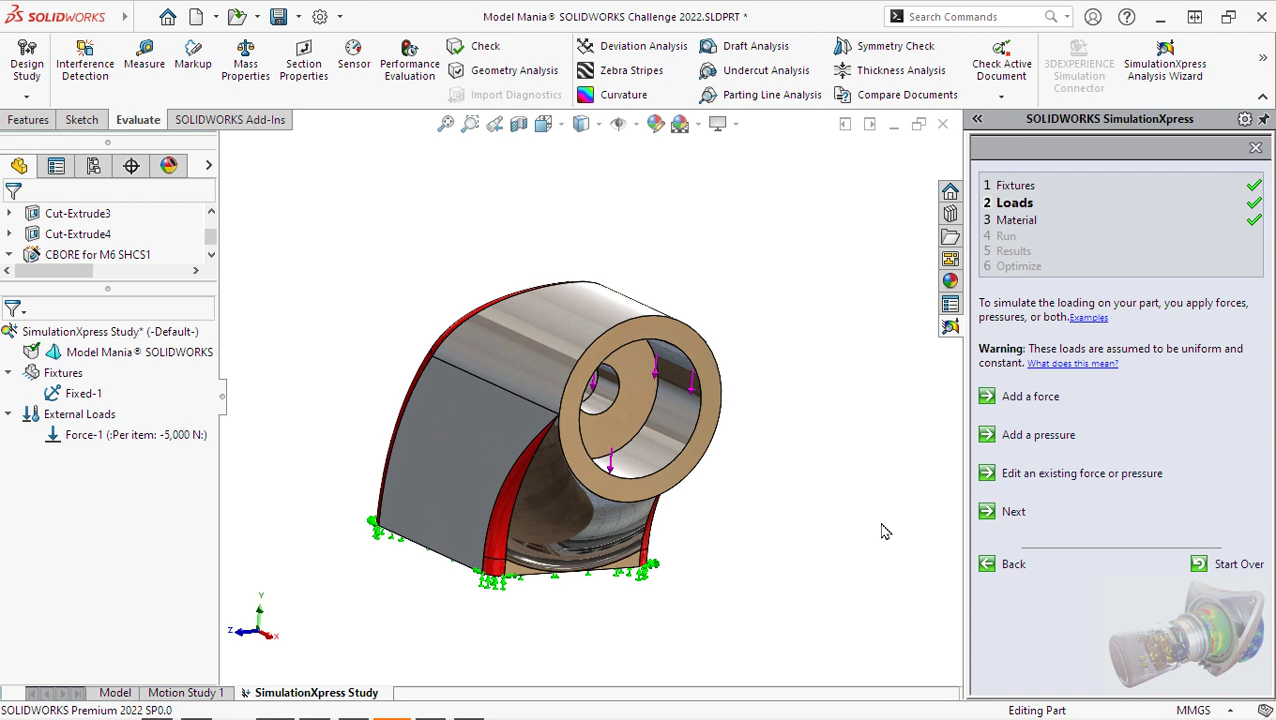 SOLIDWORKS
Model Mania® SOLIDWORKS Challenge 2022.SLDPRT *
Search Commands
Design Study
Interference Detection
Measure
Markup
Mass Properties
Section Properties
Sensor
Performance Evaluation
Check
Geometry Analysis
Import Diagnostics
Deviation Analysis
Zebra Stripes
Curvature
Draft Analysis
Undercut Analysis
Parting Line Analysis
Symmetry Check
Thickness Analysis
Compare Documents
Check Active Document
3DEXPERIENCE Simulation Connector
SimulationXpress Analysis Wizard
Features
Sketch
Evaluate
SOLIDWORKS Add-Ins
Cut-Extrude3
Cut-Extrude4
CBORE for M6 SHCS1
SimulationXpress Study* (-Default-)
Model Mania® SOLIDWORKS
Fixtures
Fixed-1
External Loads
Force-1 (:Per item: -5,000 N:)
Y
Z
X
SOLIDWORKS SimulationXpress
1 Fixtures
2 Loads
3 Material
4 Run
5 Results
6 Optimize
To simulate the loading on your part, you apply forces,
pressures, or both.Examples
Warning: These loads are assumed to be uniform and
constant. What does this mean?
Add a force
Add a pressure
Edit an existing force or pressure
Next
Back
Start Over
Model
Motion Study 1
SimulationXpress Study
SOLIDWORKS Premium 2022 SP0.0
Editing Part
MMGS